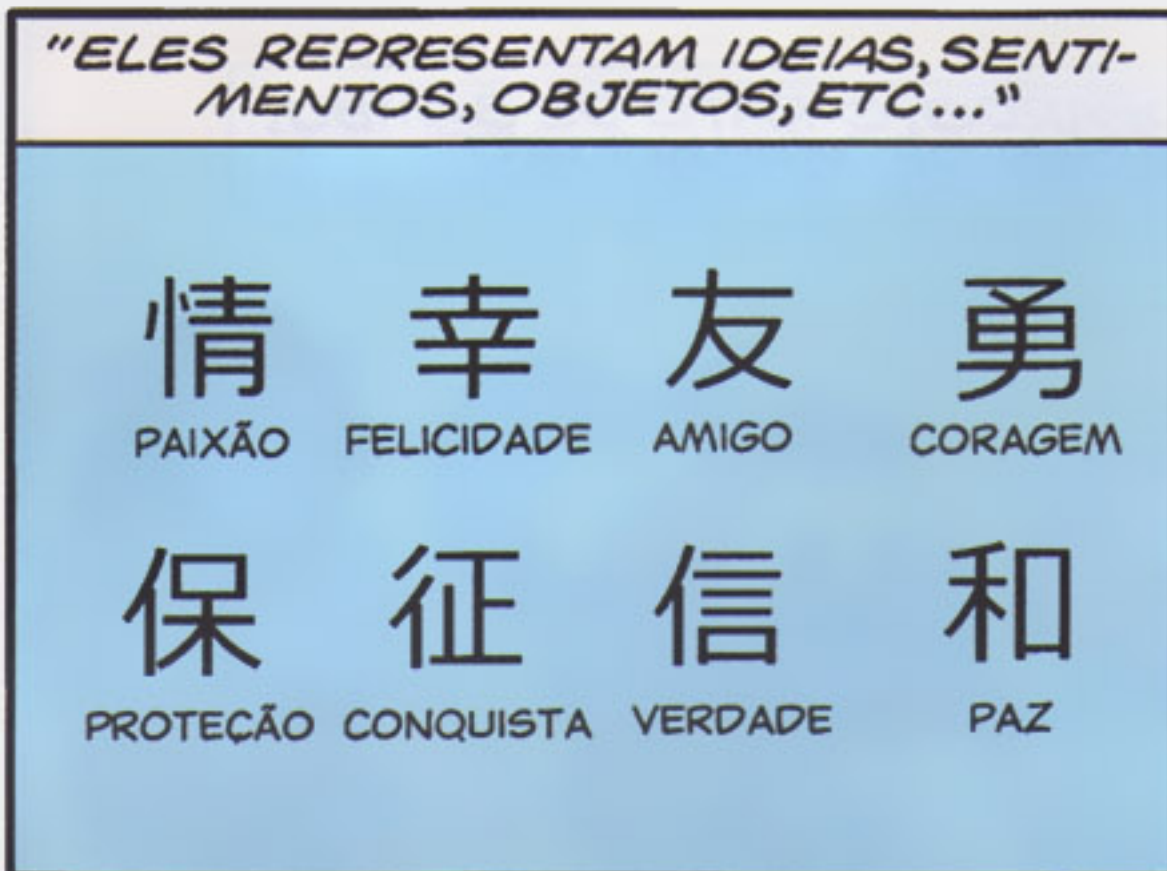 "ELES REPRESENTAM IDEIAS, SENTI-
MENTOS, OBJETOS, ETC..."
情 幸 友 勇
PAIXÃO FELICIDADE AMIGO CORAGEM
保 征 信 和
PROTEÇÃO CONQUISTA VERDADE PAZ